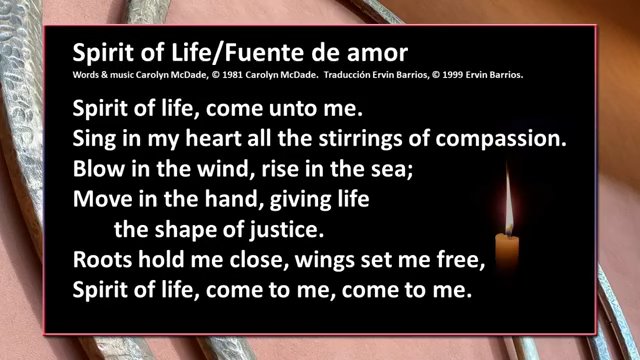 Spirit of Life/Fuente de amor
Words & music Carolyn McDade, © 1981 Carolyn McDade. Traducción Ervin Barrios, © 1999 Ervin Barrios.
Spirit of life, come unto me.
Sing in my heart all the stirrings of compassion.
Blow in the wind, rise in the sea;
Move in the hand, giving life
the shape of justice.
Roots hold me close, wings set me free,
Spirit of life, come to me, come to me.